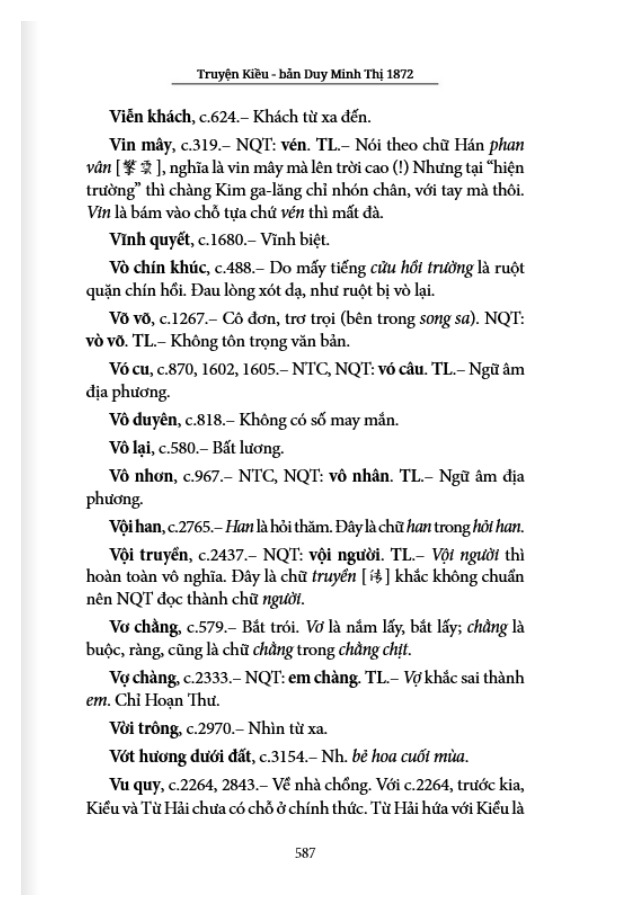 Truyện Kiều - bản Duy Minh Thị 1872
Viễn khách, c.624.– Khách từ xa đến.
Vin mây, c.319.– NQT: vén. TL.– Nói theo chữ Hán phan
vân [], nghĩa là vin mây mà lên trời cao (!) Nhưng tại “hiện
trường” thì chàng Kim ga-lăng chỉ nhón chân, với tay mà thôi.
Vin là bám vào chỗ tựa chứ vén thì mất đà.
Vĩnh quyết, c.1680.– Vĩnh biệt.
Vò chín khúc, c.488.– Do mấy tiếng cửu hồi trường là ruột
quặn chín hồi. Đau lòng xót dạ, như ruột bị vò lại.
Võ võ, c.1267.– Cô đơn, trơ trọi (bên trong song sa). NQT:
vò võ. TL.– Không tôn trọng văn bản.
Vó cu, c.870, 1602, 1605.– NTC, NQT: vó câu. TL.– Ngữ âm
địa phương.
Vô duyên, c.818.– Không có số may mắn.
Vô lại, c.580.– Bất lương.
Vô nhơn, c.967.– NTC, NQT: vô nhân. TL.– Ngữ âm địa
phương.
Vội han, c.2765.– Han là hỏi thăm. Đây là chữ han trong hỏi han.
Vội truyền, c.2437.– NQT: vội người. TL.– Vội người thì
hoàn toàn vô nghĩa. Đây là chữ truyền [] khắc không chuẩn
nên NQT đọc thành chữ người.
Vơ chằng, c.579.– Bắt trói. Vơ là nắm lấy, bắt lấy; chằng là
buộc, ràng, cũng là chữ chằng trong chằng chịt.
Vợ chàng, c.2333.– NQT: em chàng. TL.– Vợ khắc sai thành
em. Chỉ Hoạn Thư.
Vời trông, c.2970.– Nhìn từ xa.
Vớt hương dưới đất, c.3154.– Nh. bẻ hoa cuối mùa.
Vu quy, c.2264, 2843.– Về nhà chồng. Với c.2264, trước kia,
Kiều và Từ Hải chưa có chỗ ở chính thức. Từ Hải hứa với Kiều là
587